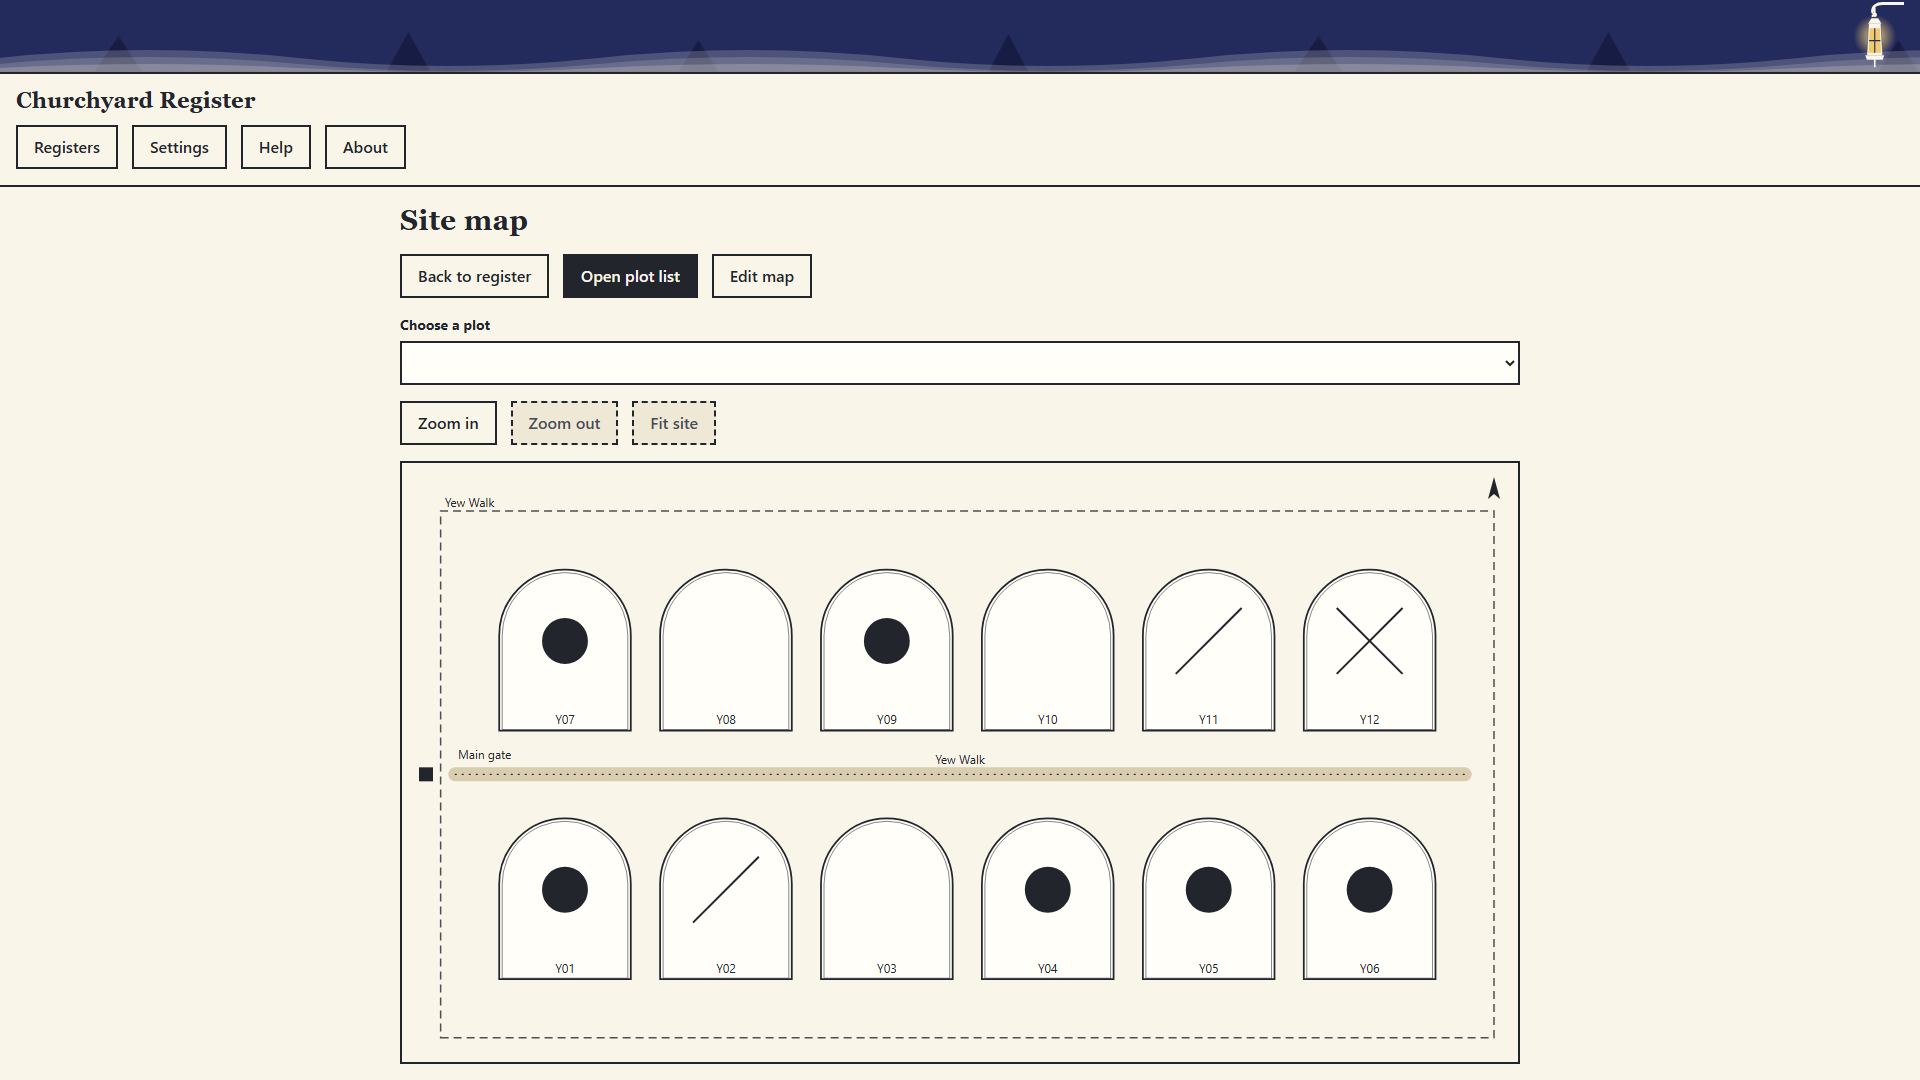 Churchyard Register
Registers Settings Help About
Site map
Back to register Open plot list Edit map
Choose a plot
Zoom in Zoom out Fit site
Yew Walk
Y07 Y08 Y09 Y10 Y11 Y12
Main gate
Yew Walk
Y01 Y02 Y03 Y04 Y05 Y06